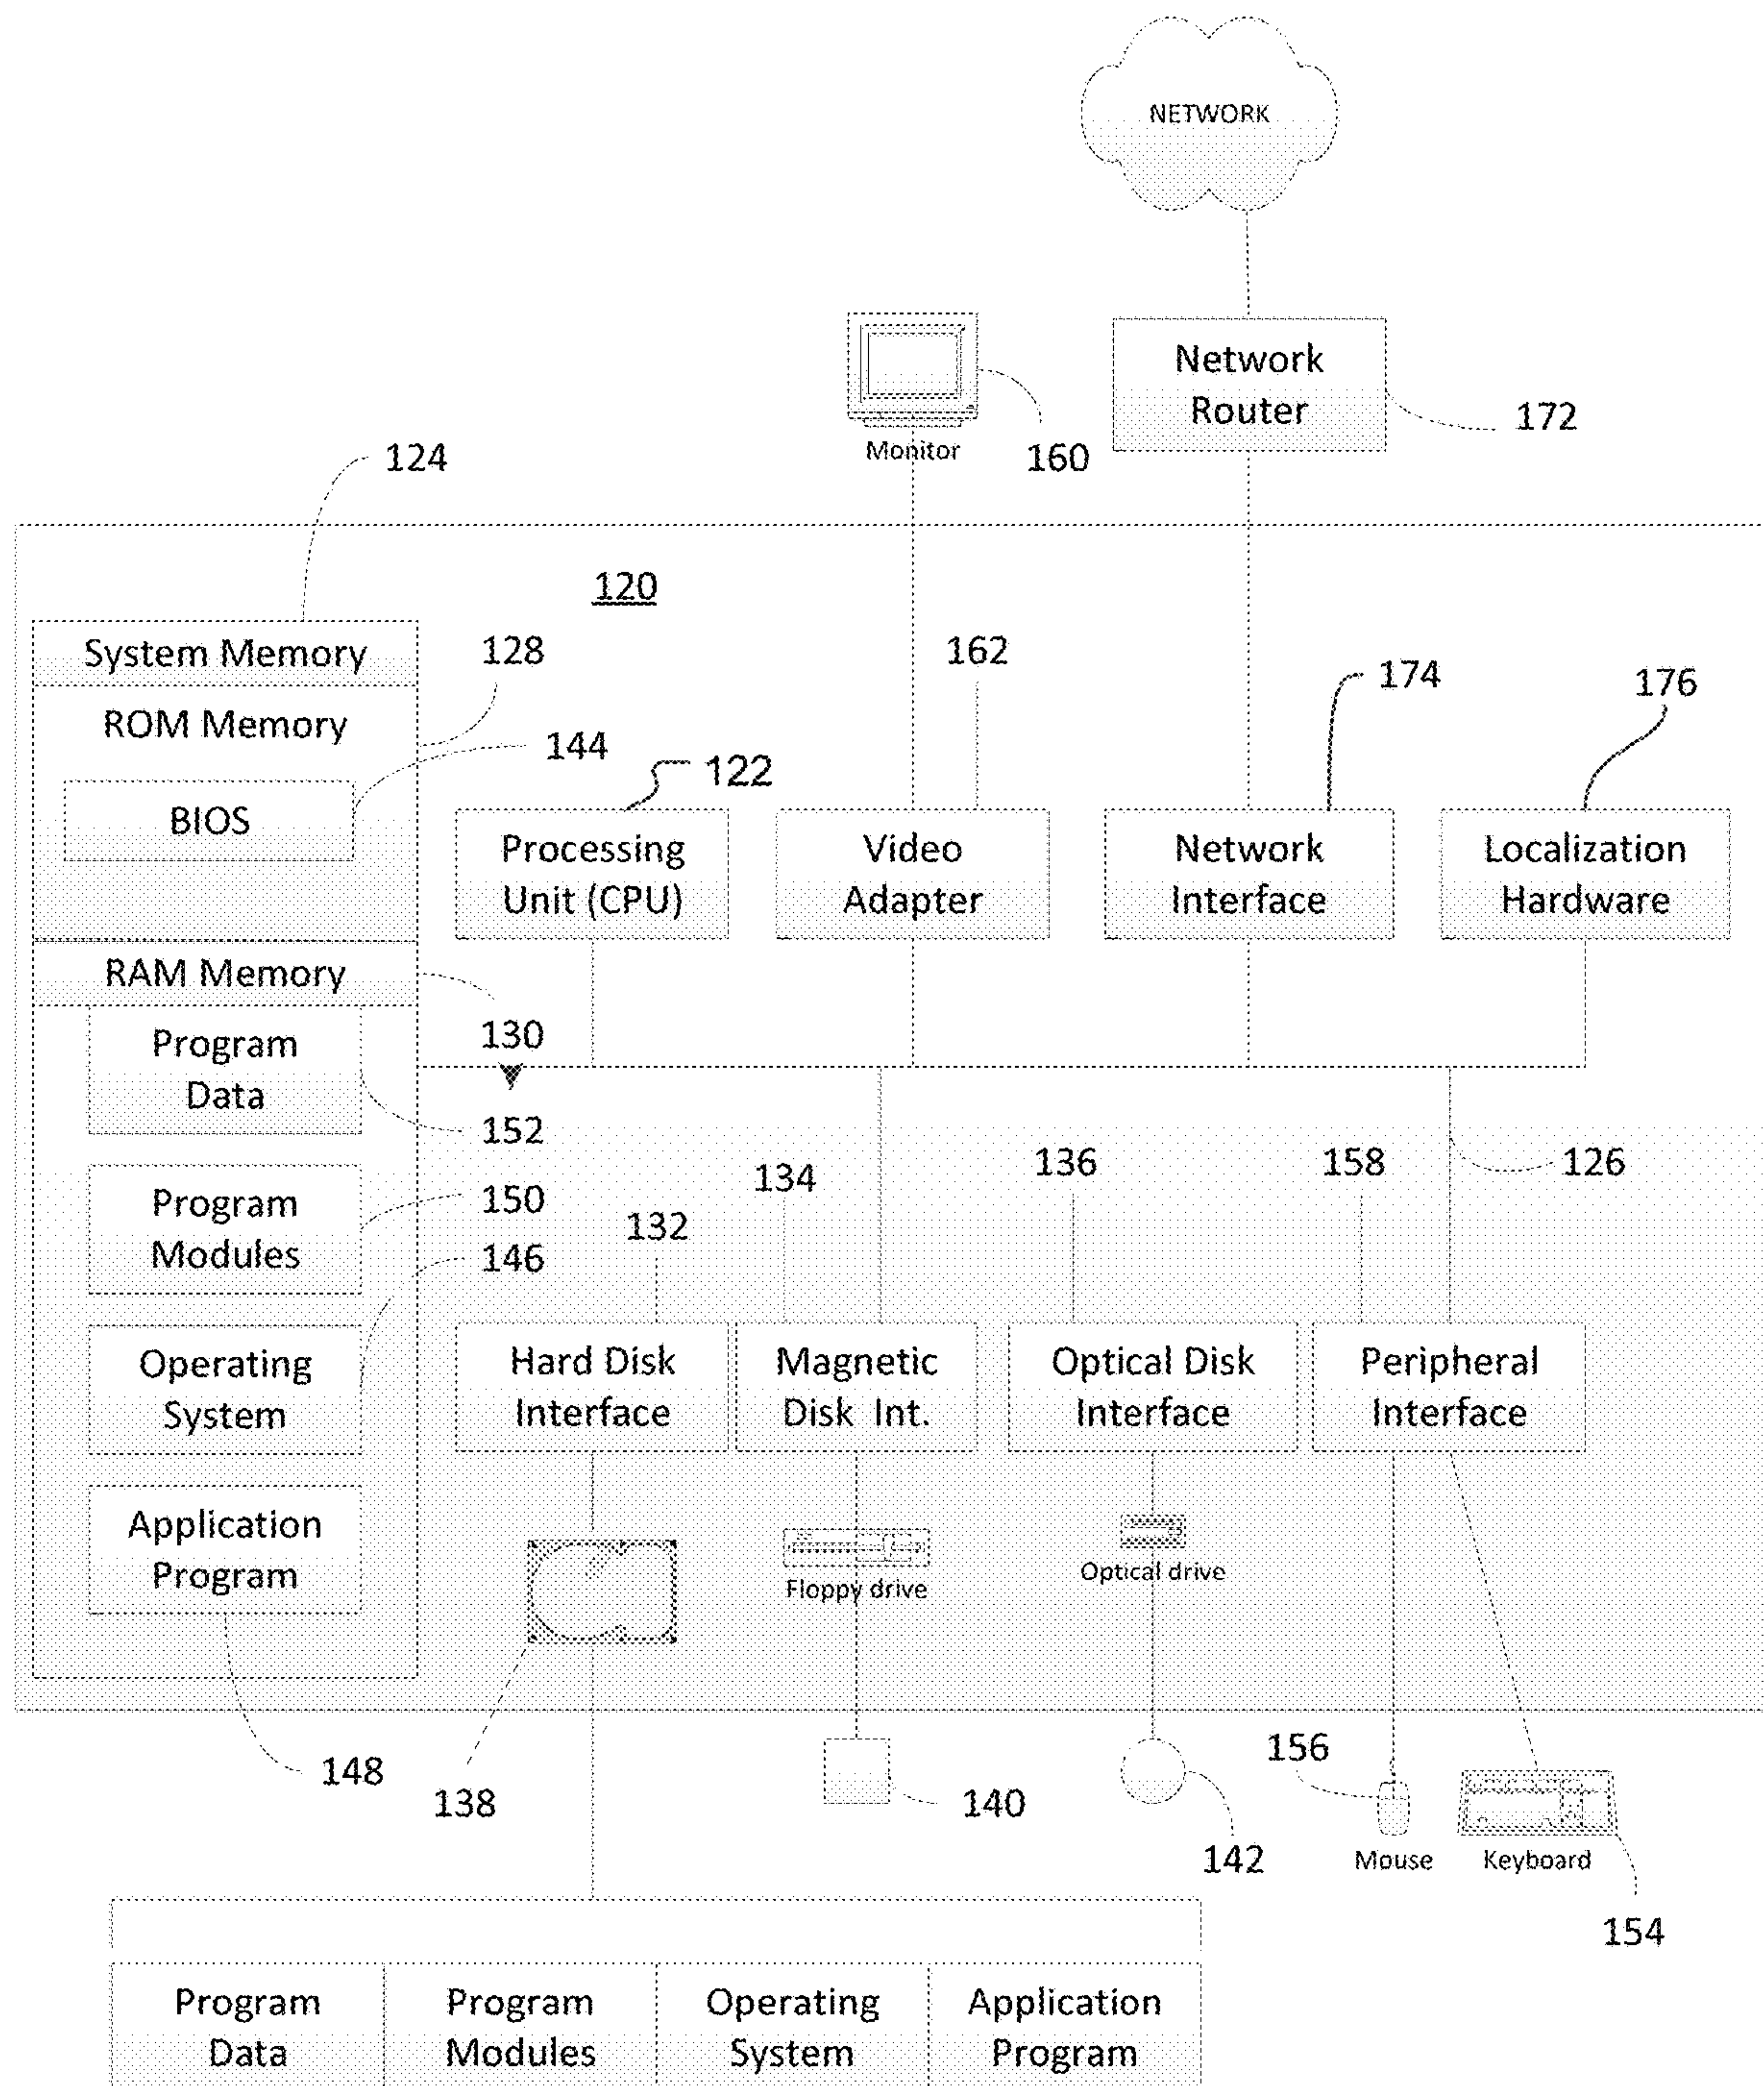 NETWORK
Network
Router
172
Monitor
160
124
120
System Memory
128
162
174
176
ROM Memory
144
122
BIOS
Processing
Unit (CPU)
Video
Adapter
Network
Interface
Localization
Hardware
RAM Memory
130
Program
Data
152
134
136
158
126
Program
Modules
150
132
146
Operating
System
Hard Disk
Interface
Magnetic
Disk Int.
Optical Disk
Interface
Peripheral
Interface
Application
Program
Floppy drive
Optical drive
148
138
140
142
156
Mouse
Keyboard
154
Program
Data
Program
Modules
Operating
System
Application
Program